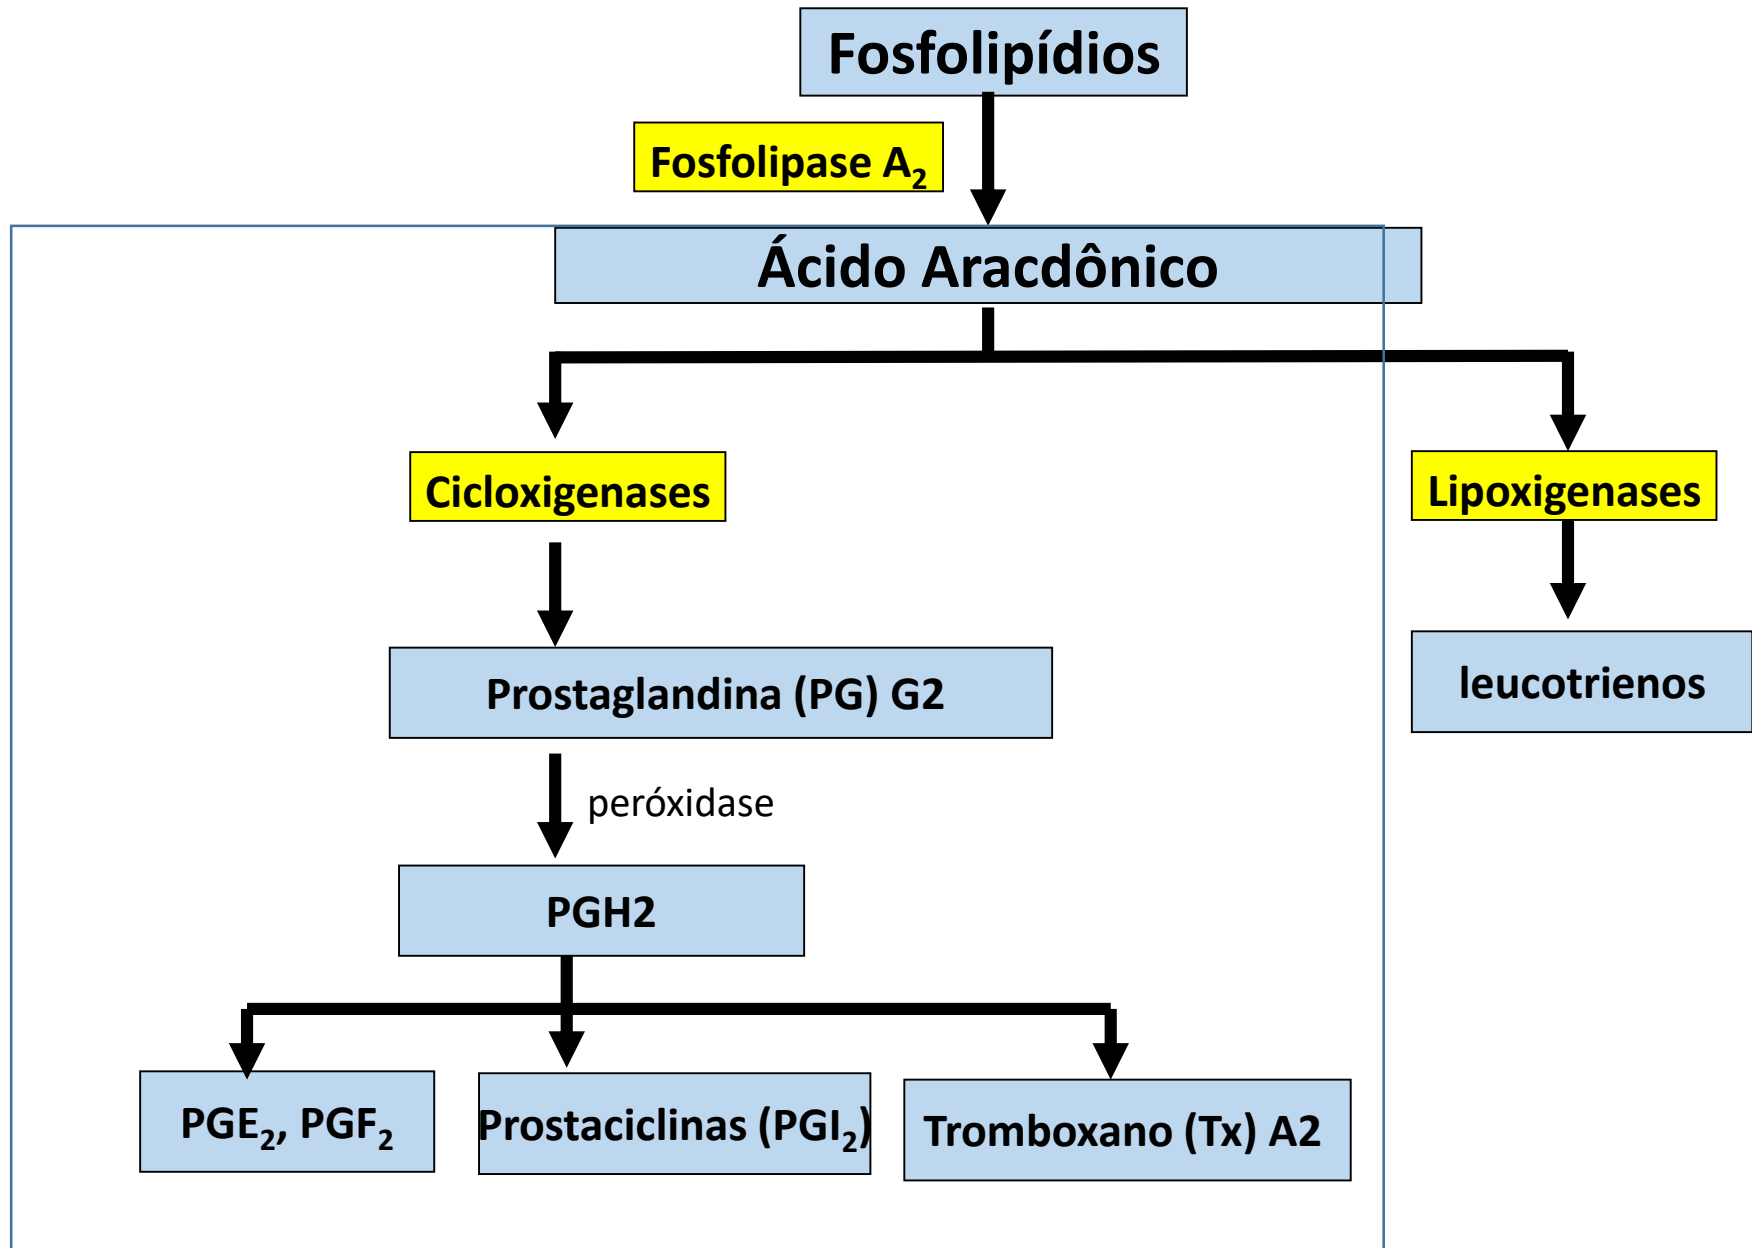 Fosfolipídios
Fosfolipase A₂
Ácido Aracdônico
Cicloxigenases
Lipoxigenases
Prostaglandina (PG) G2
leucotrienos
peróxidase
PGH2
PGE₂, PGF₂
Prostaciclinas (PGI₂)
Tromboxano (Tx) A2